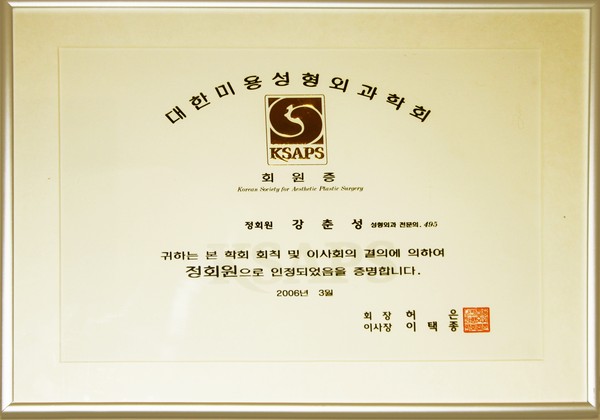 대한미용성형외과학회
KSAPS
회 원 증
Korean Society for Aesthetic Plastic Surgery
정회원 강 춘 성 성형외과 전문의, 495
귀하는 본 학회 회칙 및 이사회의 결의에 의하여
정회원으로 인정되었음을 증명합니다.
KSAPS
2006년 3월
회 장 허 은
이사장 이 택 종